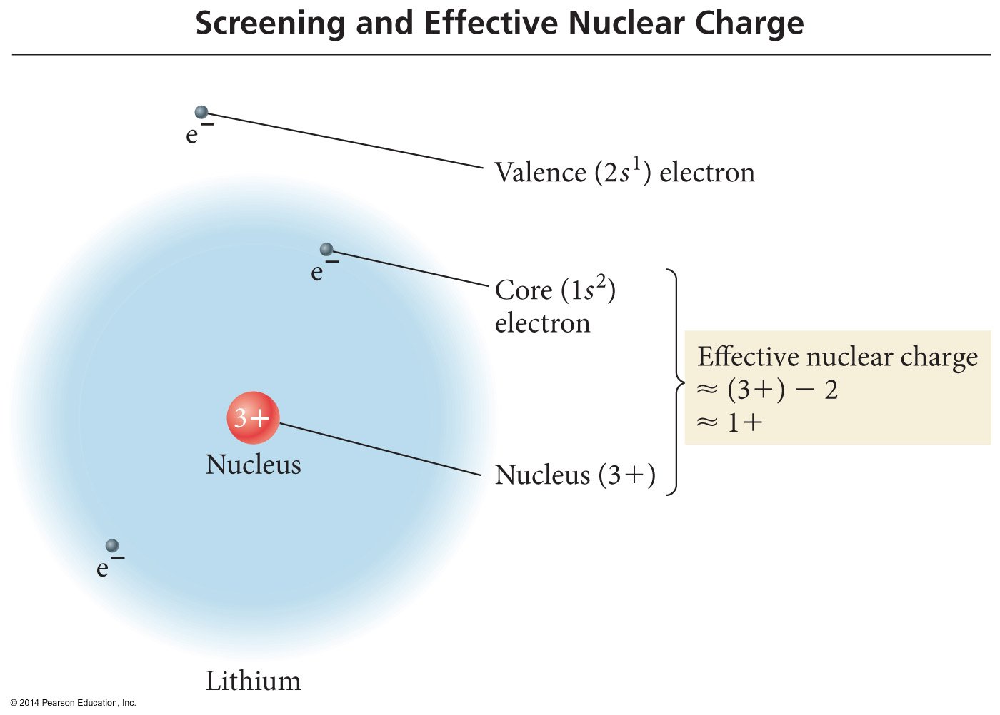 Screening and Effective Nuclear Charge
e⁻
Valence (2s¹) electron
e⁻
Core (1s²)
electron
Effective nuclear charge
≈ (3+) − 2
≈ 1+
3+
Nucleus
Nucleus (3+)
e⁻
Lithium
© 2014 Pearson Education, Inc.